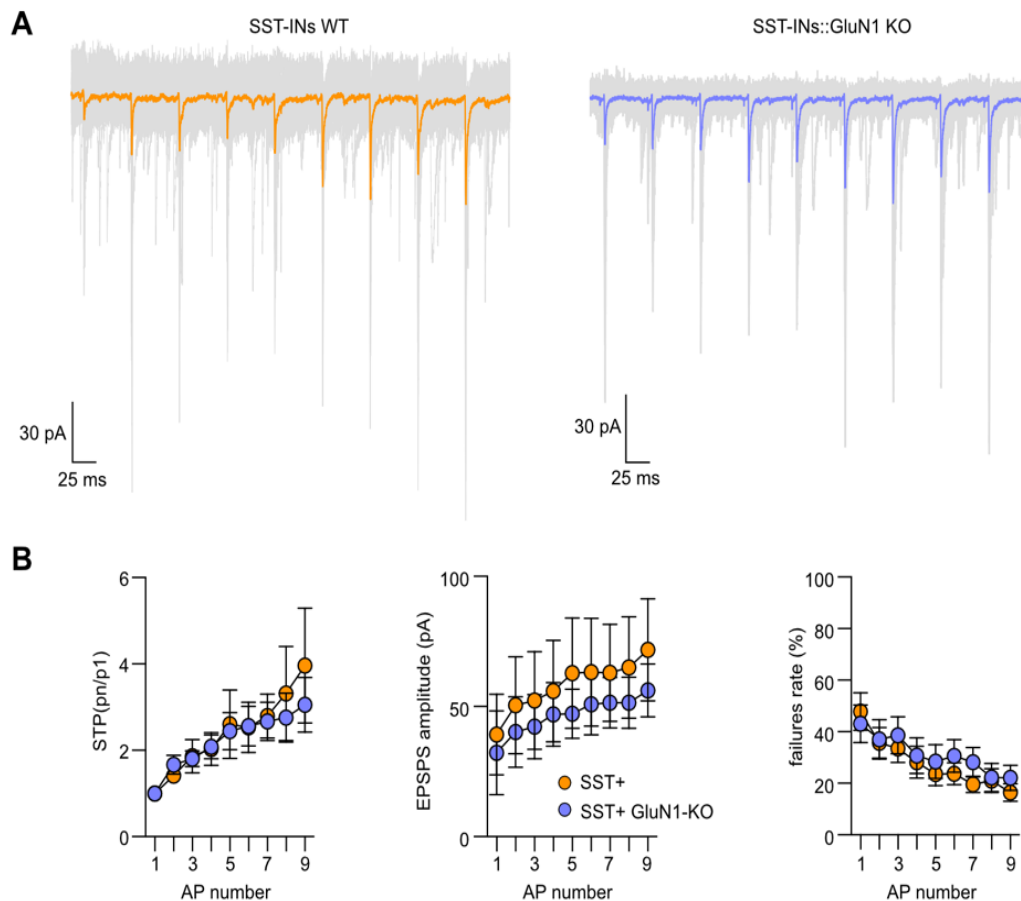 A
SST-INs WT
SST-INs::GluN1 KO
30 pA
25 ms
30 pA
25 ms
B
STP(pn/p1)
6
4
2
0
1 3 5 7 9
AP number
EPSPS amplitude (pA)
100
50
0
SST+
SST+ GluN1-KO
1 3 5 7 9
AP number
failures rate (%)
100
80
60
40
20
0
1 3 5 7 9
AP number